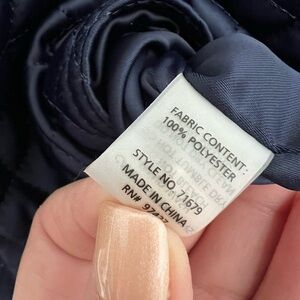 FABRIC CONTENT:
100% POLYESTER
STYLE NO. 71679
MADE IN CHINA
RN#